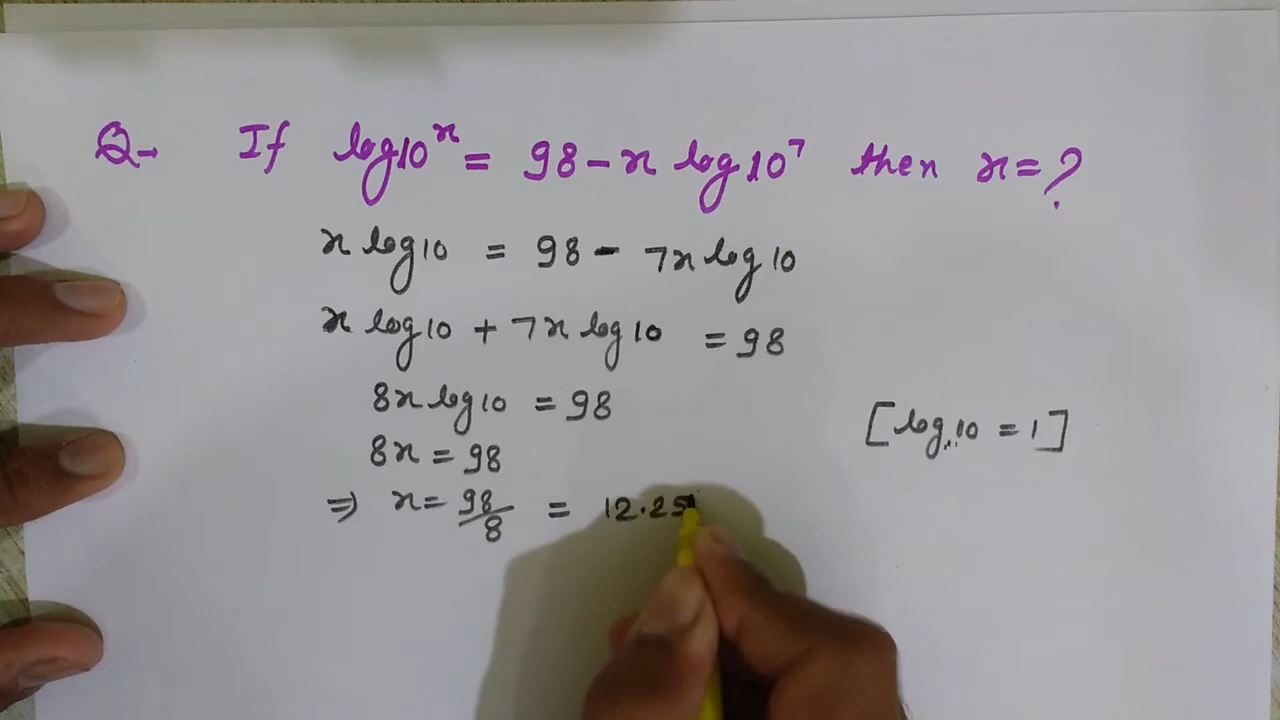 Q→ If log10^x = 98 - x log10^7 then x = ?
x log10 = 98 - 7x log10
x log10 + 7x log10 = 98
8x log10 = 98
[log10 = 1]
8x = 98
⇒ x = 98/8 = 12.25